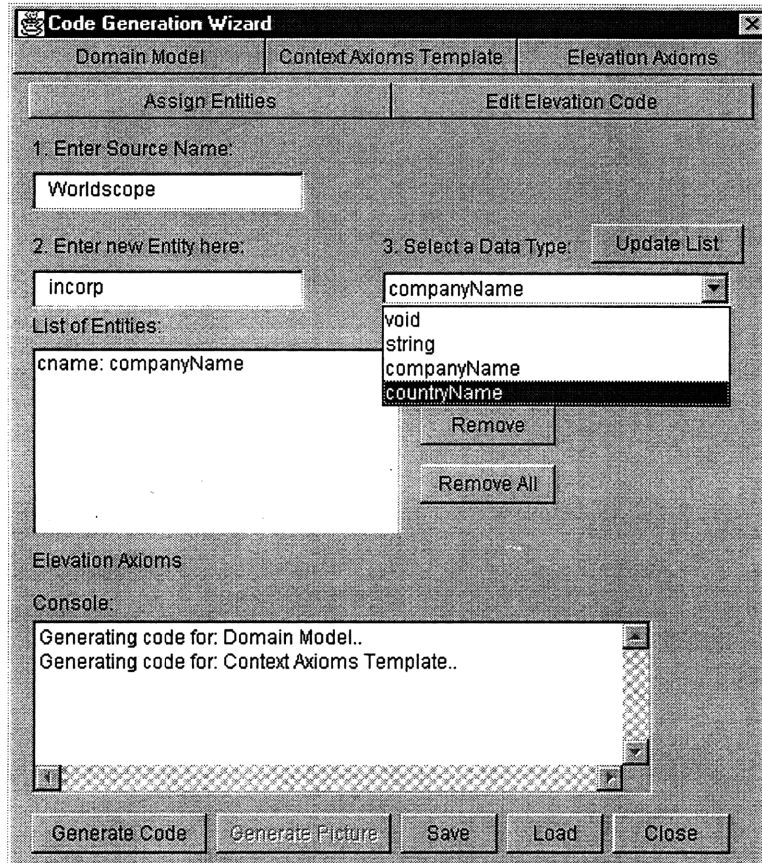 Code Generation Wizard
Domain Model
Context Axioms Template
Elevation Axioms
Assign Entities
Edit Elevation Code
1. Enter Source Name:
Worldscope
2. Enter new Entity here:
3. Select a Data Type:
Update List
incorp
companyName
List of Entities:
void
string
companyName
countryName
cname: companyName
Remove
Remove All
Elevation Axioms
Console:
Generating code for: Domain Model..
Generating code for: Context Axioms Template..
Generate Code
Generate Picture
Save
Load
Close